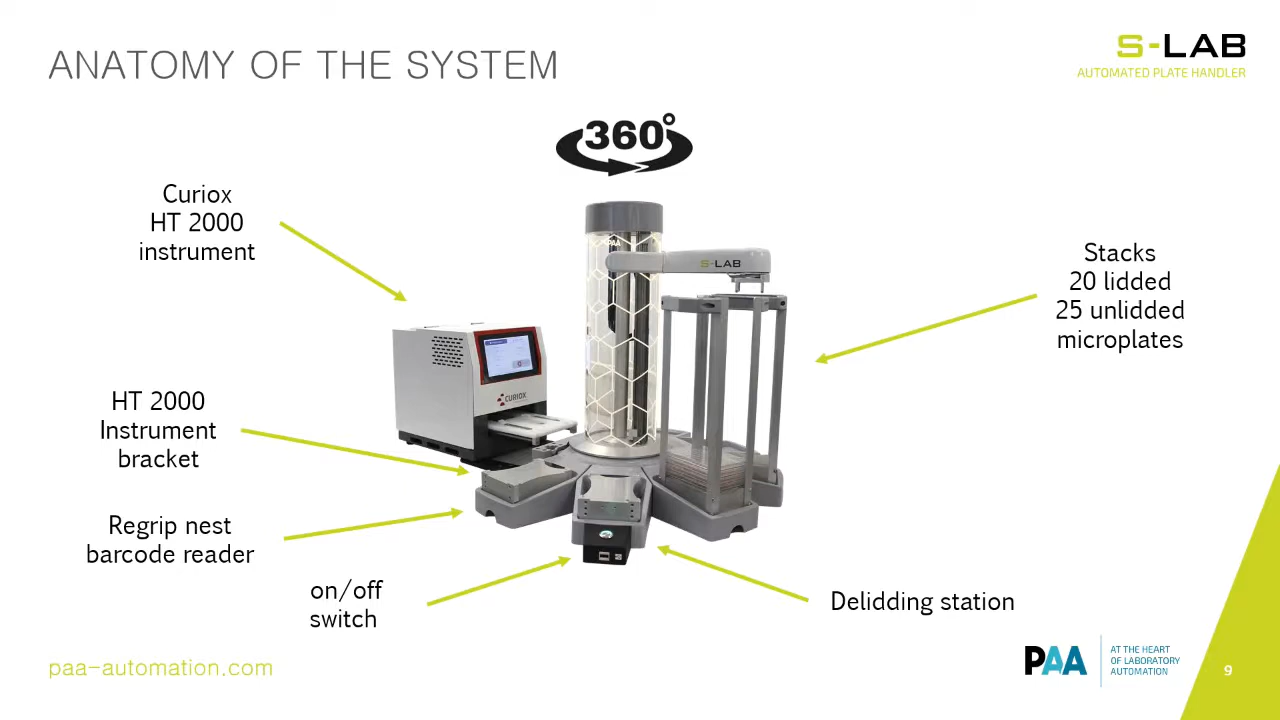 ANATOMY OF THE SYSTEM
S-LAB
AUTOMATED PLATE HANDLER
360°
Curiox
HT 2000
instrument
PAA
S-LAB
Stacks
20 lidded
25 unlidded
microplates
CURIOX
HT 2000
Instrument
bracket
Regrip nest
barcode reader
on/off
switch
Delidding station
paa-automation.com
PAA
AT THE HEART
OF LABORATORY
AUTOMATION
9